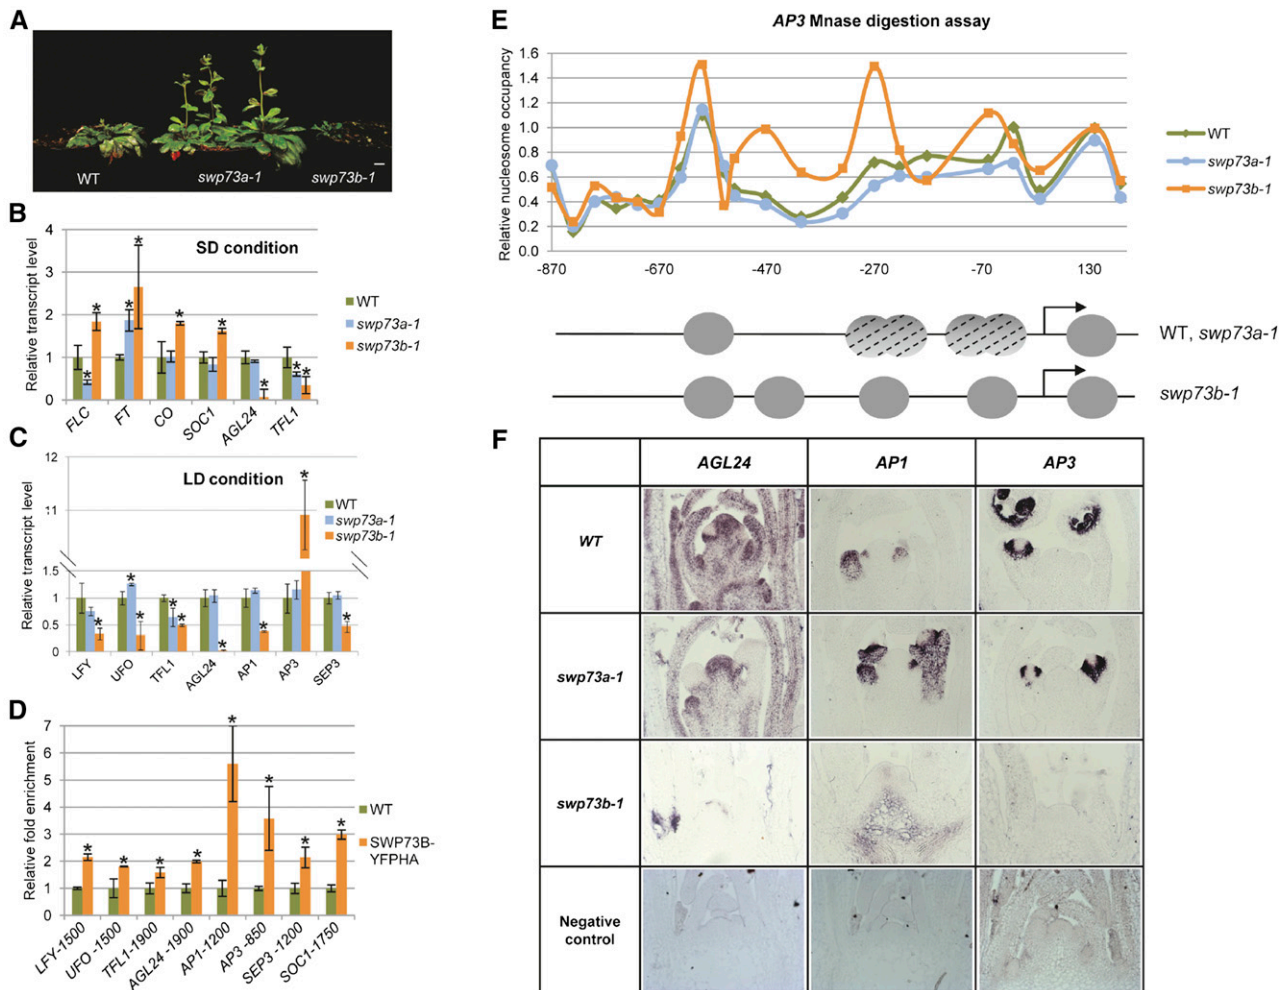 A
WT
swp73a-1
swp73b-1
B
SD condition
Relative transcript level
4
3
2
1
0
*
*
*
*
*
*
*
*
*
FLC
FT
CO
SOC1
AGL24
TFL1
WT
swp73a-1
swp73b-1
C
LD condition
Relative transcript level
12
11
1.5
1
0.5
0
*
*
*
*
*
*
*
*
*
LFY
UFO
TFL1
AGL24
AP1
AP3
SEP3
WT
swp73a-1
swp73b-1
D
Relative fold enrichment
7
6
5
4
3
2
1
0
*
*
*
*
*
*
*
*
LFY-1500
UFO -1500
TFL1-1900
AGL24 -1900
AP1-1200
AP3 -850
SEP3 -1200
SOC1-1750
WT
SWP73B-
YFPHA
E
AP3 Mnase digestion assay
Relative nucleosome occupancy
1.6
1.4
1.2
1.0
0.8
0.6
0.4
0.2
0.0
-870
-670
-470
-270
-70
130
WT
swp73a-1
swp73b-1
WT, swp73a-1
swp73b-1
F
AGL24
AP1
AP3
WT
swp73a-1
swp73b-1
Negative
control